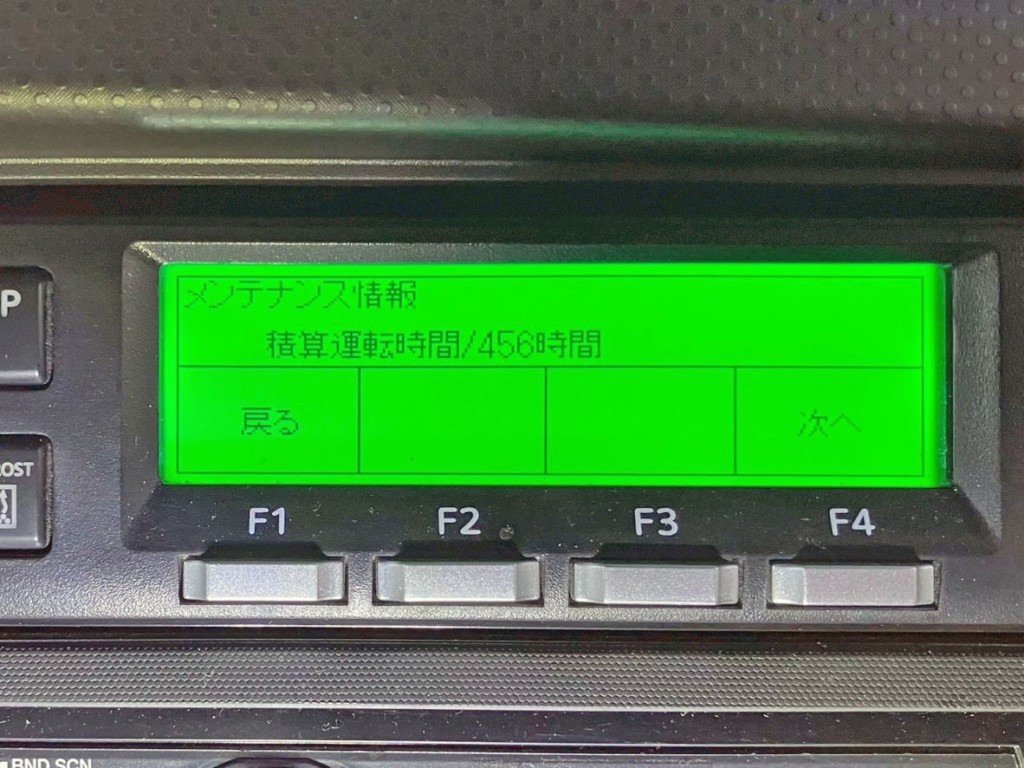 メンテナンス情報
積算運転時間/456時間
戻る 次へ
F1 F2 F3 F4
P
OST
BND SCN